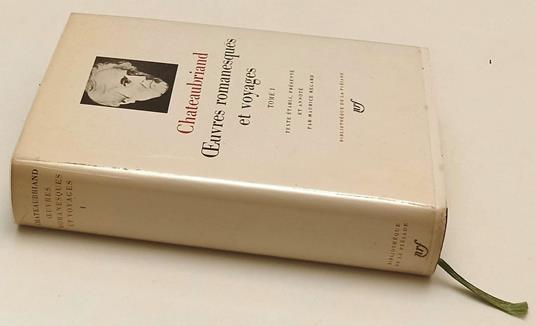 Chateaubriand
Œuvres romanesques
et voyages
TOME I
TEXTE ÉTABLI, PRÉSENTÉ
ET ANNOTÉ
PAR MAURICE REGARD
BIBLIOTHÈQUE DE LA PLÉIADE
nrf
CHATEAUBRIAND
ŒUVRES
ROMANESQUES
ET VOYAGES
I
BIBLIOTHÈQUE
DE LA PLÉIADE
nrf